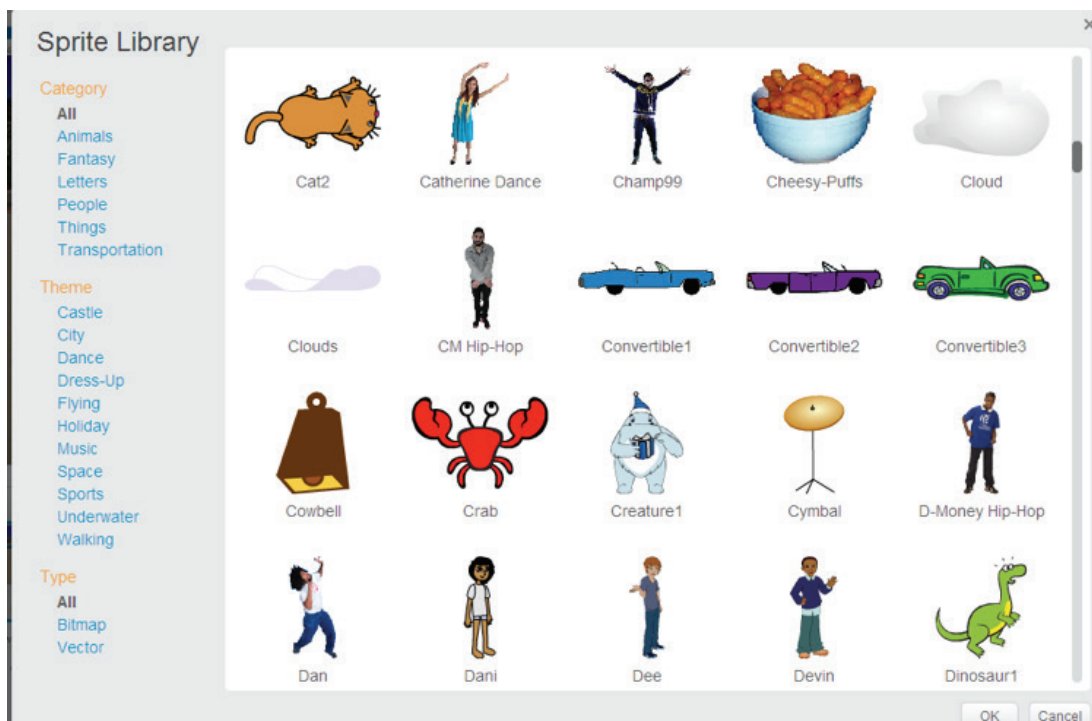 Sprite Library
×
Category
All
Animals
Fantasy
Letters
People
Things
Transportation
Theme
Castle
City
Dance
Dress-Up
Flying
Holiday
Music
Space
Sports
Underwater
Walking
Type
All
Bitmap
Vector
Cat2 Catherine Dance Champ99 Cheesy-Puffs Cloud
Clouds CM Hip-Hop Convertible1 Convertible2 Convertible3
Cowbell Crab Creature1 Cymbal D-Money Hip-Hop
Dan Dani Dee Devin Dinosaur1
OK Cancel